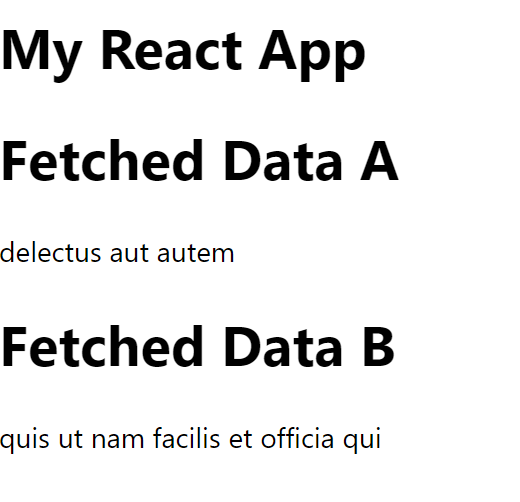 My React App
Fetched Data A
delectus aut autem
Fetched Data B
quis ut nam facilis et officia qui